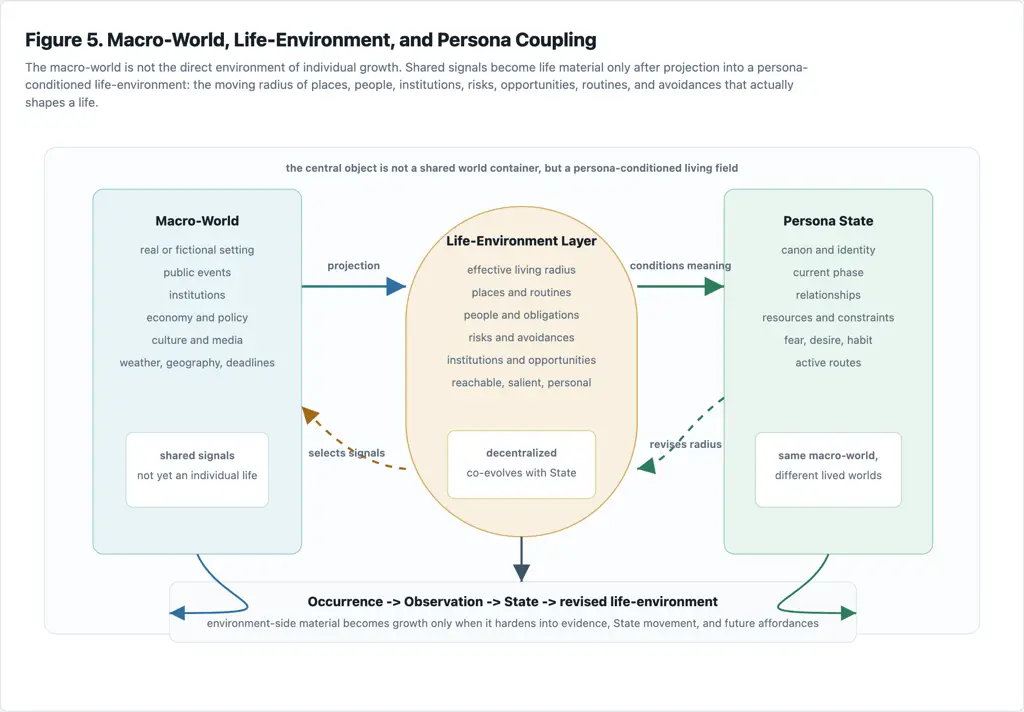 Figure 5. Macro-World, Life-Environment, and Persona Coupling
The macro-world is not the direct environment of individual growth. Shared signals become life material only after projection into a persona-
conditioned life-environment: the moving radius of places, people, institutions, risks, opportunities, routines, and avoidances that actually
shapes a life.
the central object is not a shared world container, but a persona-conditioned living field
Macro-World
real or fictional setting
public events
institutions
economy and policy
culture and media
weather, geography, deadlines
shared signals
not yet an individual life
projection
selects signals
Life-Environment Layer
effective living radius
places and routines
people and obligations
risks and avoidances
institutions and opportunities
reachable, salient, personal
decentralized
co-evolves with State
conditions meaning
revises radius
Persona State
canon and identity
current phase
relationships
resources and constraints
fear, desire, habit
active routes
same macro-world,
different lived worlds
Occurrence -> Observation -> State -> revised life-environment
environment-side material becomes growth only when it hardens into evidence, State movement, and future affordances